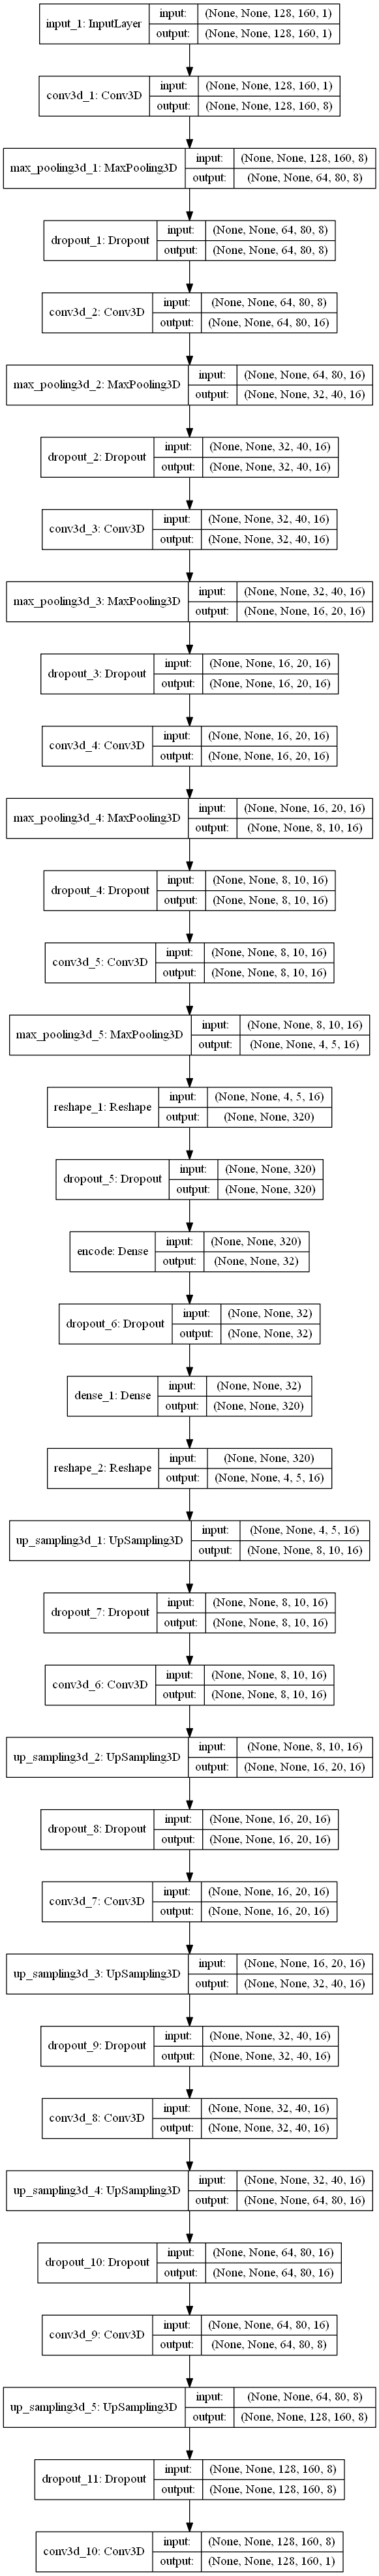 input_1: InputLayer
input: (None, None, 128, 160, 1)
output: (None, None, 128, 160, 1)
conv3d_1: Conv3D
input: (None, None, 128, 160, 1)
output: (None, None, 128, 160, 8)
max_pooling3d_1: MaxPooling3D
input: (None, None, 128, 160, 8)
output: (None, None, 64, 80, 8)
dropout_1: Dropout
input: (None, None, 64, 80, 8)
output: (None, None, 64, 80, 8)
conv3d_2: Conv3D
input: (None, None, 64, 80, 8)
output: (None, None, 64, 80, 16)
max_pooling3d_2: MaxPooling3D
input: (None, None, 64, 80, 16)
output: (None, None, 32, 40, 16)
dropout_2: Dropout
input: (None, None, 32, 40, 16)
output: (None, None, 32, 40, 16)
conv3d_3: Conv3D
input: (None, None, 32, 40, 16)
output: (None, None, 32, 40, 16)
max_pooling3d_3: MaxPooling3D
input: (None, None, 32, 40, 16)
output: (None, None, 16, 20, 16)
dropout_3: Dropout
input: (None, None, 16, 20, 16)
output: (None, None, 16, 20, 16)
conv3d_4: Conv3D
input: (None, None, 16, 20, 16)
output: (None, None, 16, 20, 16)
max_pooling3d_4: MaxPooling3D
input: (None, None, 16, 20, 16)
output: (None, None, 8, 10, 16)
dropout_4: Dropout
input: (None, None, 8, 10, 16)
output: (None, None, 8, 10, 16)
conv3d_5: Conv3D
input: (None, None, 8, 10, 16)
output: (None, None, 8, 10, 16)
max_pooling3d_5: MaxPooling3D
input: (None, None, 8, 10, 16)
output: (None, None, 4, 5, 16)
reshape_1: Reshape
input: (None, None, 4, 5, 16)
output: (None, None, 320)
dropout_5: Dropout
input: (None, None, 320)
output: (None, None, 320)
encode: Dense
input: (None, None, 320)
output: (None, None, 32)
dropout_6: Dropout
input: (None, None, 32)
output: (None, None, 32)
dense_1: Dense
input: (None, None, 32)
output: (None, None, 320)
reshape_2: Reshape
input: (None, None, 320)
output: (None, None, 4, 5, 16)
up_sampling3d_1: UpSampling3D
input: (None, None, 4, 5, 16)
output: (None, None, 8, 10, 16)
dropout_7: Dropout
input: (None, None, 8, 10, 16)
output: (None, None, 8, 10, 16)
conv3d_6: Conv3D
input: (None, None, 8, 10, 16)
output: (None, None, 8, 10, 16)
up_sampling3d_2: UpSampling3D
input: (None, None, 8, 10, 16)
output: (None, None, 16, 20, 16)
dropout_8: Dropout
input: (None, None, 16, 20, 16)
output: (None, None, 16, 20, 16)
conv3d_7: Conv3D
input: (None, None, 16, 20, 16)
output: (None, None, 16, 20, 16)
up_sampling3d_3: UpSampling3D
input: (None, None, 16, 20, 16)
output: (None, None, 32, 40, 16)
dropout_9: Dropout
input: (None, None, 32, 40, 16)
output: (None, None, 32, 40, 16)
conv3d_8: Conv3D
input: (None, None, 32, 40, 16)
output: (None, None, 32, 40, 16)
up_sampling3d_4: UpSampling3D
input: (None, None, 32, 40, 16)
output: (None, None, 64, 80, 16)
dropout_10: Dropout
input: (None, None, 64, 80, 16)
output: (None, None, 64, 80, 16)
conv3d_9: Conv3D
input: (None, None, 64, 80, 16)
output: (None, None, 64, 80, 8)
up_sampling3d_5: UpSampling3D
input: (None, None, 64, 80, 8)
output: (None, None, 128, 160, 8)
dropout_11: Dropout
input: (None, None, 128, 160, 8)
output: (None, None, 128, 160, 8)
conv3d_10: Conv3D
input: (None, None, 128, 160, 8)
output: (None, None, 128, 160, 1)